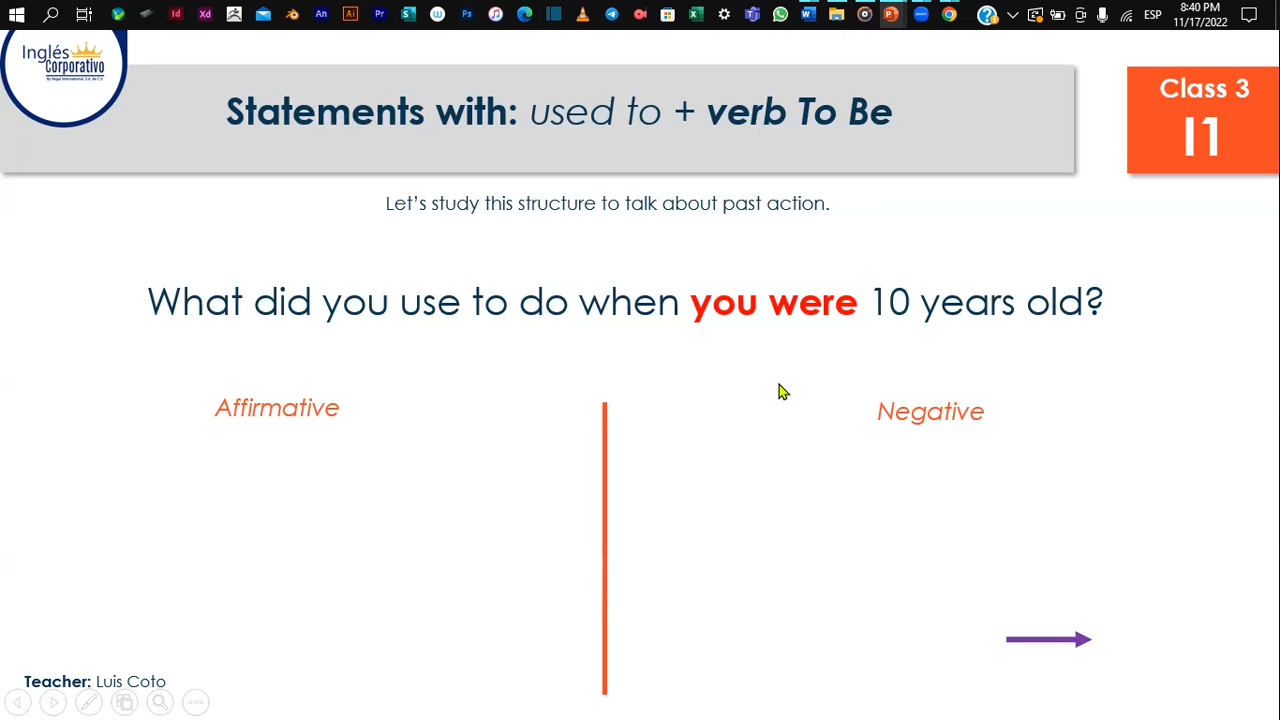 8:40 PM
ESP
11/17/2022
Inglés
Corporativo
Statements with: used to + verb To Be
Class 3
I1
Let's study this structure to talk about past action.
What did you use to do when you were 10 years old?
Affirmative
Negative
Teacher: Luis Coto